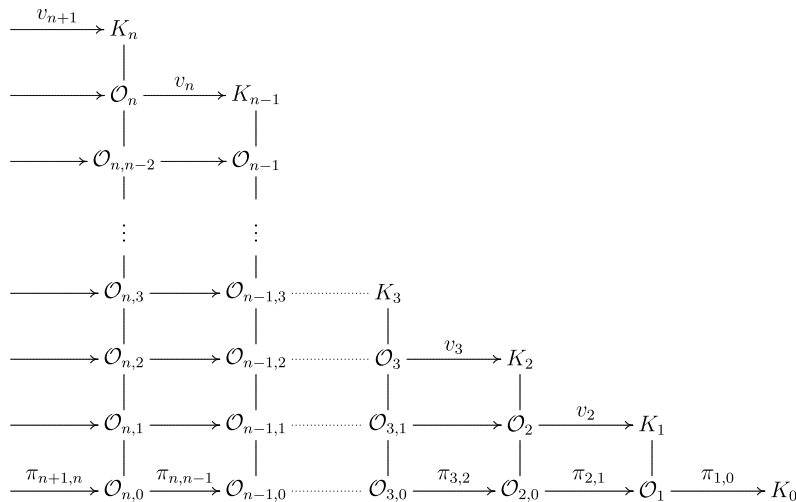 v_{n+1} K_n
𝒪_n v_n K_{n-1}
𝒪_{n,n-2} 𝒪_{n-1}
⋮ ⋮
𝒪_{n,3} 𝒪_{n-1,3} K_3
𝒪_{n,2} 𝒪_{n-1,2} 𝒪_3 v_3 K_2
𝒪_{n,1} 𝒪_{n-1,1} 𝒪_{3,1} 𝒪_2 v_2 K_1
π_{n+1,n} 𝒪_{n,0} π_{n,n-1} 𝒪_{n-1,0} 𝒪_{3,0} π_{3,2} 𝒪_{2,0} π_{2,1} 𝒪_1 π_{1,0} K_0